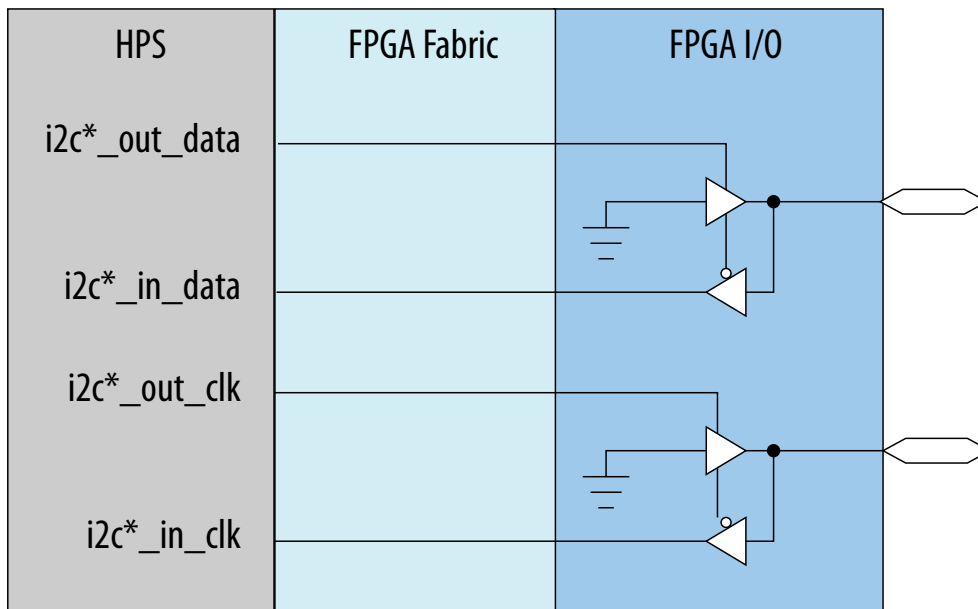 HPS
FPGA Fabric
FPGA I/O
i2c*_out_data
i2c*_in_data
i2c*_out_clk
i2c*_in_clk